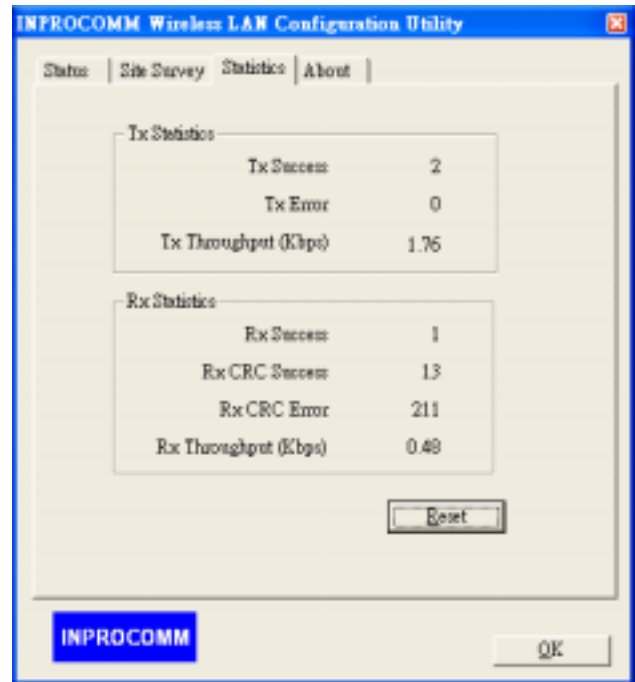 INPROCOMM Wireless LAN Configuration Utility
Status Site Survey Statistics About
Tx Statistics
Tx Success 2
Tx Error 0
Tx Throughput (Kbps) 1.76
Rx Statistics
Rx Success 1
Rx CRC Success 13
Rx CRC Error 211
Rx Throughput (Kbps) 0.48
Reset
INPROCOMM
OK